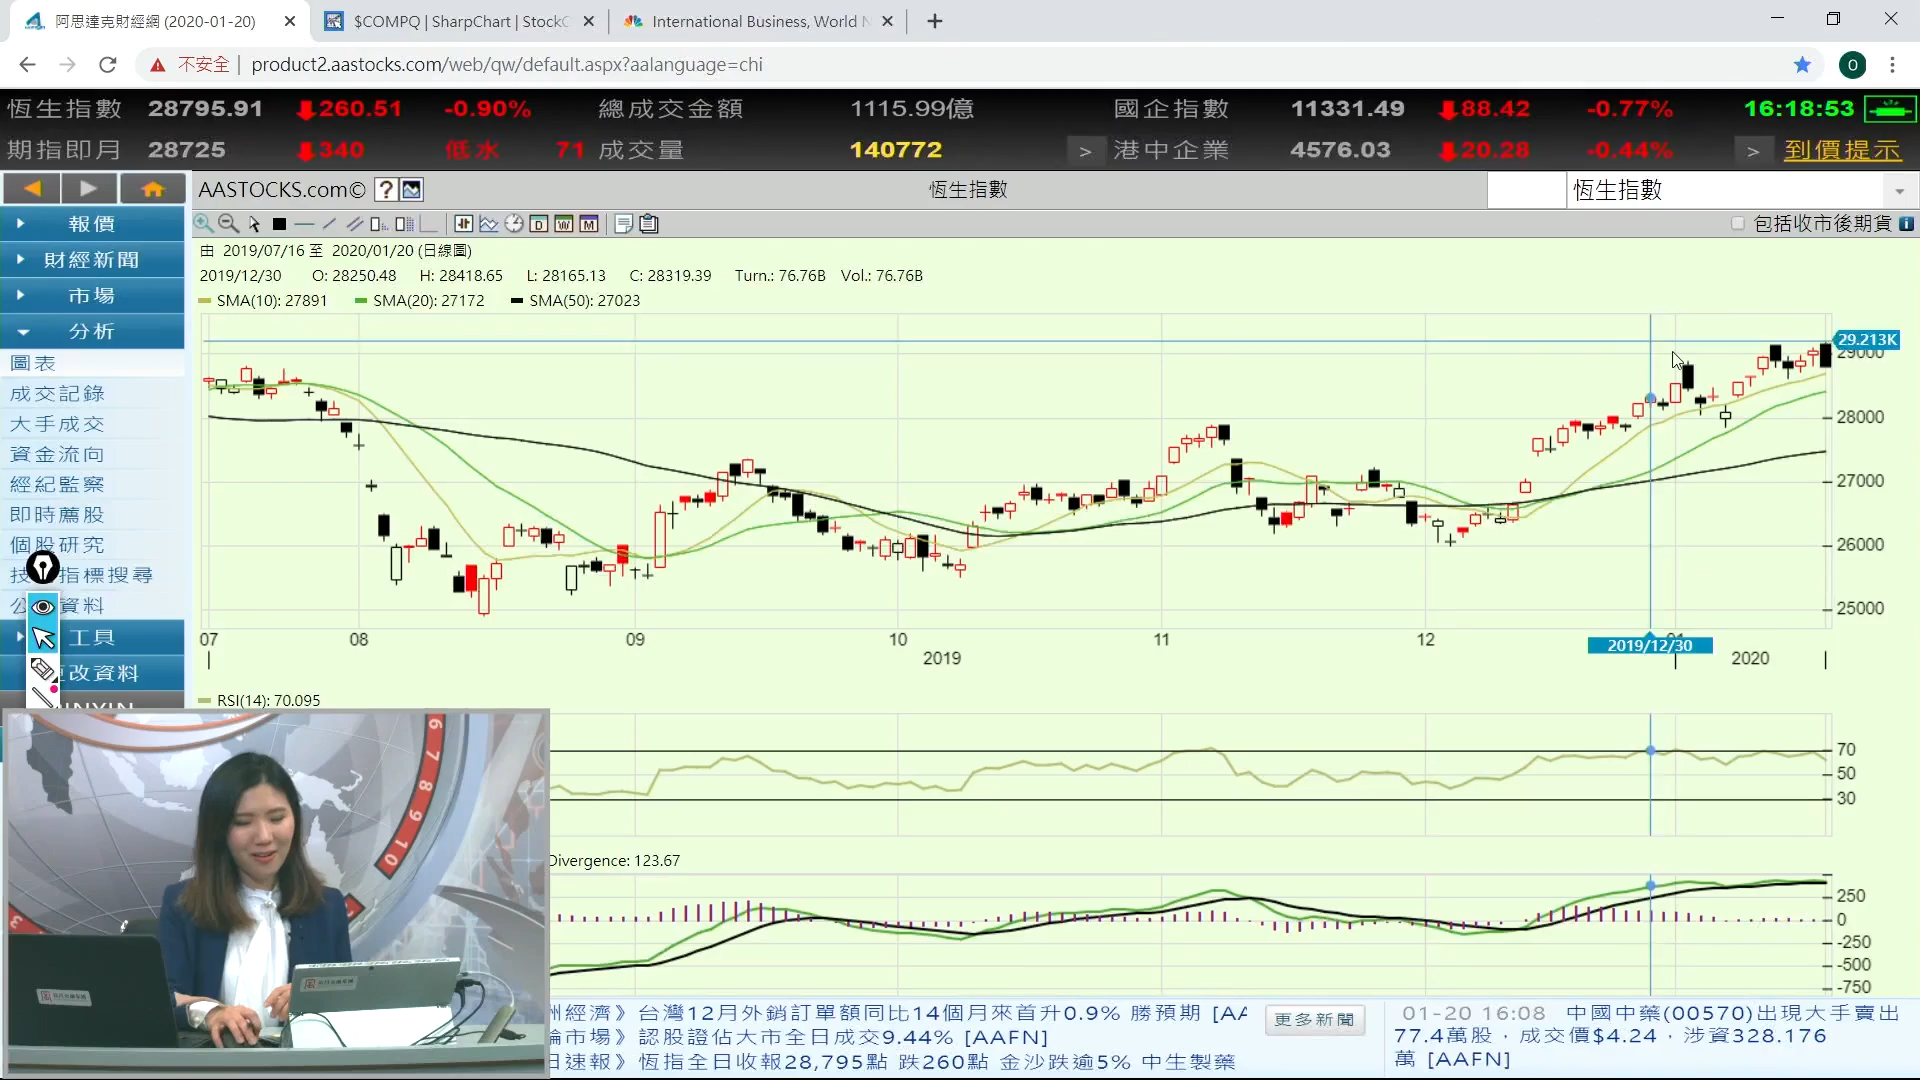 阿思達克財經網 (2020-01-20)
$COMPQ | SharpChart | StockC
International Business, World N
不安全
product2.aastocks.com/web/qw/default.aspx?aalanguage=chi
O
恆生指數 28795.91 260.51 -0.90% 總成交金額 1115.99億 國企指數 11331.49 88.42 -0.77% 16:18:53
期指即月 28725 340 低水 71 成交量 140772 > 港中企業 4576.03 20.28 -0.44% > 到價提示
AASTOCKS.com© ? 恆生指數 恆生指數
D W M 包括收市後期貨 i
報價
財經新聞
市場
分析
圖表
成交記錄
大手成交
資金流向
經紀監察
即時薦股
個股研究
指標搜尋
資料
工具
改資料
由 2019/07/16 至 2020/01/20 (日線圖)
2019/12/30 O: 28250.48 H: 28418.65 L: 28165.13 C: 28319.39 Turn.: 76.76B Vol.: 76.76B
SMA(10): 27891 SMA(20): 27172 SMA(50): 27023
29.213K
29000
28000
27000
26000
25000
07 08 09 10 11 12 01
2019/12/30
2019 2020
RSI(14): 70.095
70
50
30
Divergence: 123.67
250
0
-250
-500
-750
6 7 8 9 10
3
洲經濟》台灣12月外銷訂單額同比14個月來首升0.9% 勝預期 [AA
輪市場》認股證佔大市全日成交9.44% [AAFN]
日速報》恆指全日收報28,795點 跌260點 金沙跌逾5% 中生製藥
更多新聞
01-20 16:08 中國中藥(00570)出現大手賣出
77.4萬股，成交價$4.24，涉資328.176
萬 [AAFN]